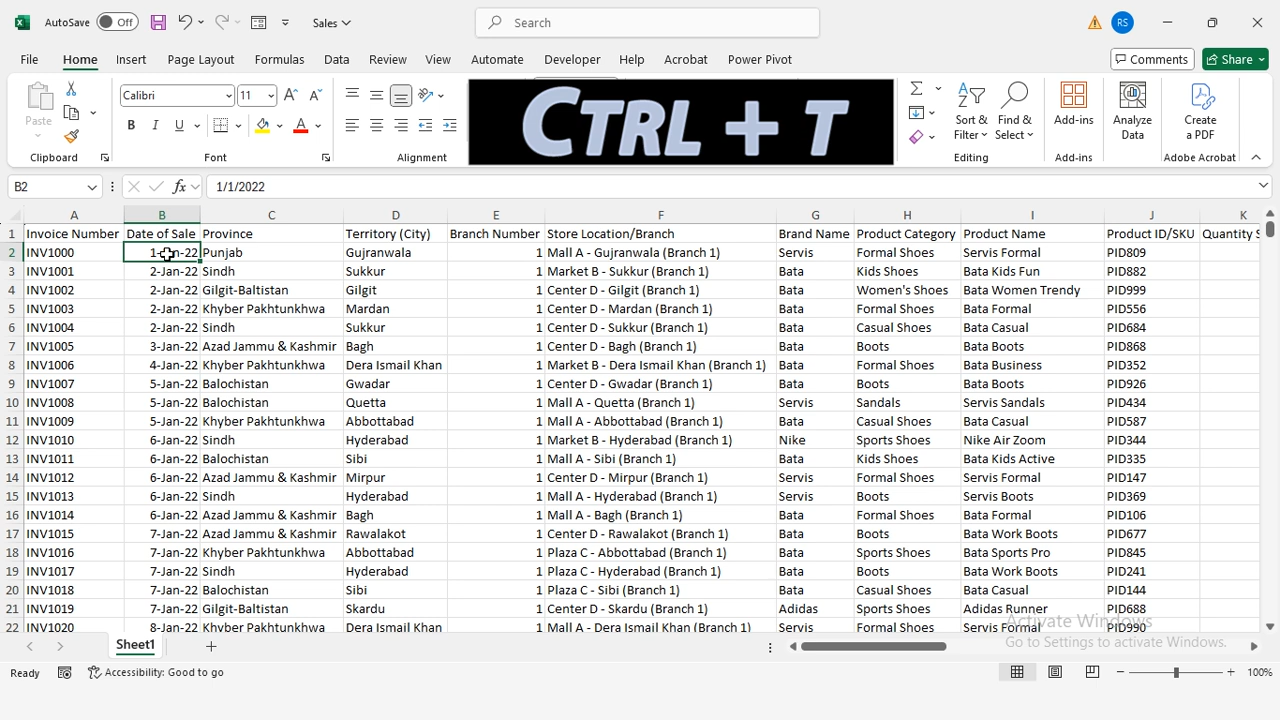 AutoSave Off Sales Search RS
File Home Insert Page Layout Formulas Data Review View Automate Developer Help Acrobat Power Pivot Comments Share
Paste Calibri 11 A A CTRL + T Sort & Filter Find & Select Add-ins Analyze Data Create a PDF
B I U A
Clipboard Font Alignment Editing Add-ins Adobe Acrobat
B2 fx 1/1/2022
A B C D E F G H I J K
1 Invoice Number Date of Sale Province Territory (City) Branch Number Store Location/Branch Brand Name Product Category Product Name Product ID/SKU Quantity S
2 INV1000 1-Jan-22 Punjab Gujranwala 1 Mall A - Gujranwala (Branch 1) Servis Formal Shoes Servis Formal PID809
3 INV1001 2-Jan-22 Sindh Sukkur 1 Market B - Sukkur (Branch 1) Bata Kids Shoes Bata Kids Fun PID882
4 INV1002 2-Jan-22 Gilgit-Baltistan Gilgit 1 Center D - Gilgit (Branch 1) Bata Women's Shoes Bata Women Trendy PID999
5 INV1003 2-Jan-22 Khyber Pakhtunkhwa Mardan 1 Center D - Mardan (Branch 1) Bata Formal Shoes Bata Formal PID556
6 INV1004 2-Jan-22 Sindh Sukkur 1 Center D - Sukkur (Branch 1) Bata Casual Shoes Bata Casual PID684
7 INV1005 3-Jan-22 Azad Jammu & Kashmir Bagh 1 Center D - Bagh (Branch 1) Bata Boots Bata Boots PID868
8 INV1006 4-Jan-22 Khyber Pakhtunkhwa Dera Ismail Khan 1 Market B - Dera Ismail Khan (Branch 1) Bata Formal Shoes Bata Business PID352
9 INV1007 5-Jan-22 Balochistan Gwadar 1 Center D - Gwadar (Branch 1) Bata Boots Bata Boots PID926
10 INV1008 5-Jan-22 Balochistan Quetta 1 Mall A - Quetta (Branch 1) Servis Sandals Servis Sandals PID434
11 INV1009 5-Jan-22 Khyber Pakhtunkhwa Abbottabad 1 Mall A - Abbottabad (Branch 1) Bata Casual Shoes Bata Casual PID587
12 INV1010 6-Jan-22 Sindh Hyderabad 1 Market B - Hyderabad (Branch 1) Nike Sports Shoes Nike Air Zoom PID344
13 INV1011 6-Jan-22 Balochistan Sibi 1 Mall A - Sibi (Branch 1) Bata Kids Shoes Bata Kids Active PID335
14 INV1012 6-Jan-22 Azad Jammu & Kashmir Mirpur 1 Center D - Mirpur (Branch 1) Servis Formal Shoes Servis Formal PID147
15 INV1013 6-Jan-22 Sindh Hyderabad 1 Mall A - Hyderabad (Branch 1) Servis Boots Servis Boots PID369
16 INV1014 6-Jan-22 Azad Jammu & Kashmir Bagh 1 Mall A - Bagh (Branch 1) Bata Formal Shoes Bata Formal PID106
17 INV1015 7-Jan-22 Azad Jammu & Kashmir Rawalakot 1 Center D - Rawalakot (Branch 1) Bata Boots Bata Work Boots PID677
18 INV1016 7-Jan-22 Khyber Pakhtunkhwa Abbottabad 1 Plaza C - Abbottabad (Branch 1) Bata Sports Shoes Bata Sports Pro PID845
19 INV1017 7-Jan-22 Sindh Hyderabad 1 Plaza C - Hyderabad (Branch 1) Bata Boots Bata Work Boots PID241
20 INV1018 7-Jan-22 Balochistan Sibi 1 Plaza C - Sibi (Branch 1) Bata Casual Shoes Bata Casual PID144
21 INV1019 7-Jan-22 Gilgit-Baltistan Skardu 1 Center D - Skardu (Branch 1) Adidas Sports Shoes Adidas Runner PID688
22 INV1020 8-Jan-22 Khyber Pakhtunkhwa Dera Ismail Khan 1 Mall A - Dera Ismail Khan (Branch 1) Servis Formal Shoes Servis Formal PID990
Activate Windows
Go to Settings to activate Windows.
Sheet1
Ready Accessibility: Good to go 100%